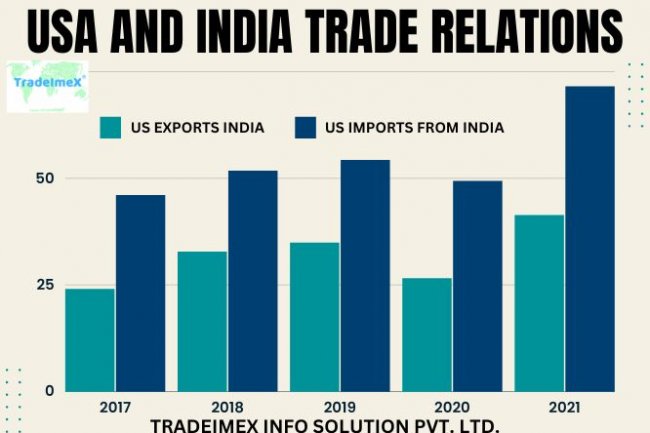 USA AND INDIA TRADE RELATIONS
TradeImeX
US EXPORTS INDIA
US IMPORTS FROM INDIA
50
25
0
2017 2018 2019 2020 2021
TRADEIMEX INFO SOLUTION PVT. LTD.